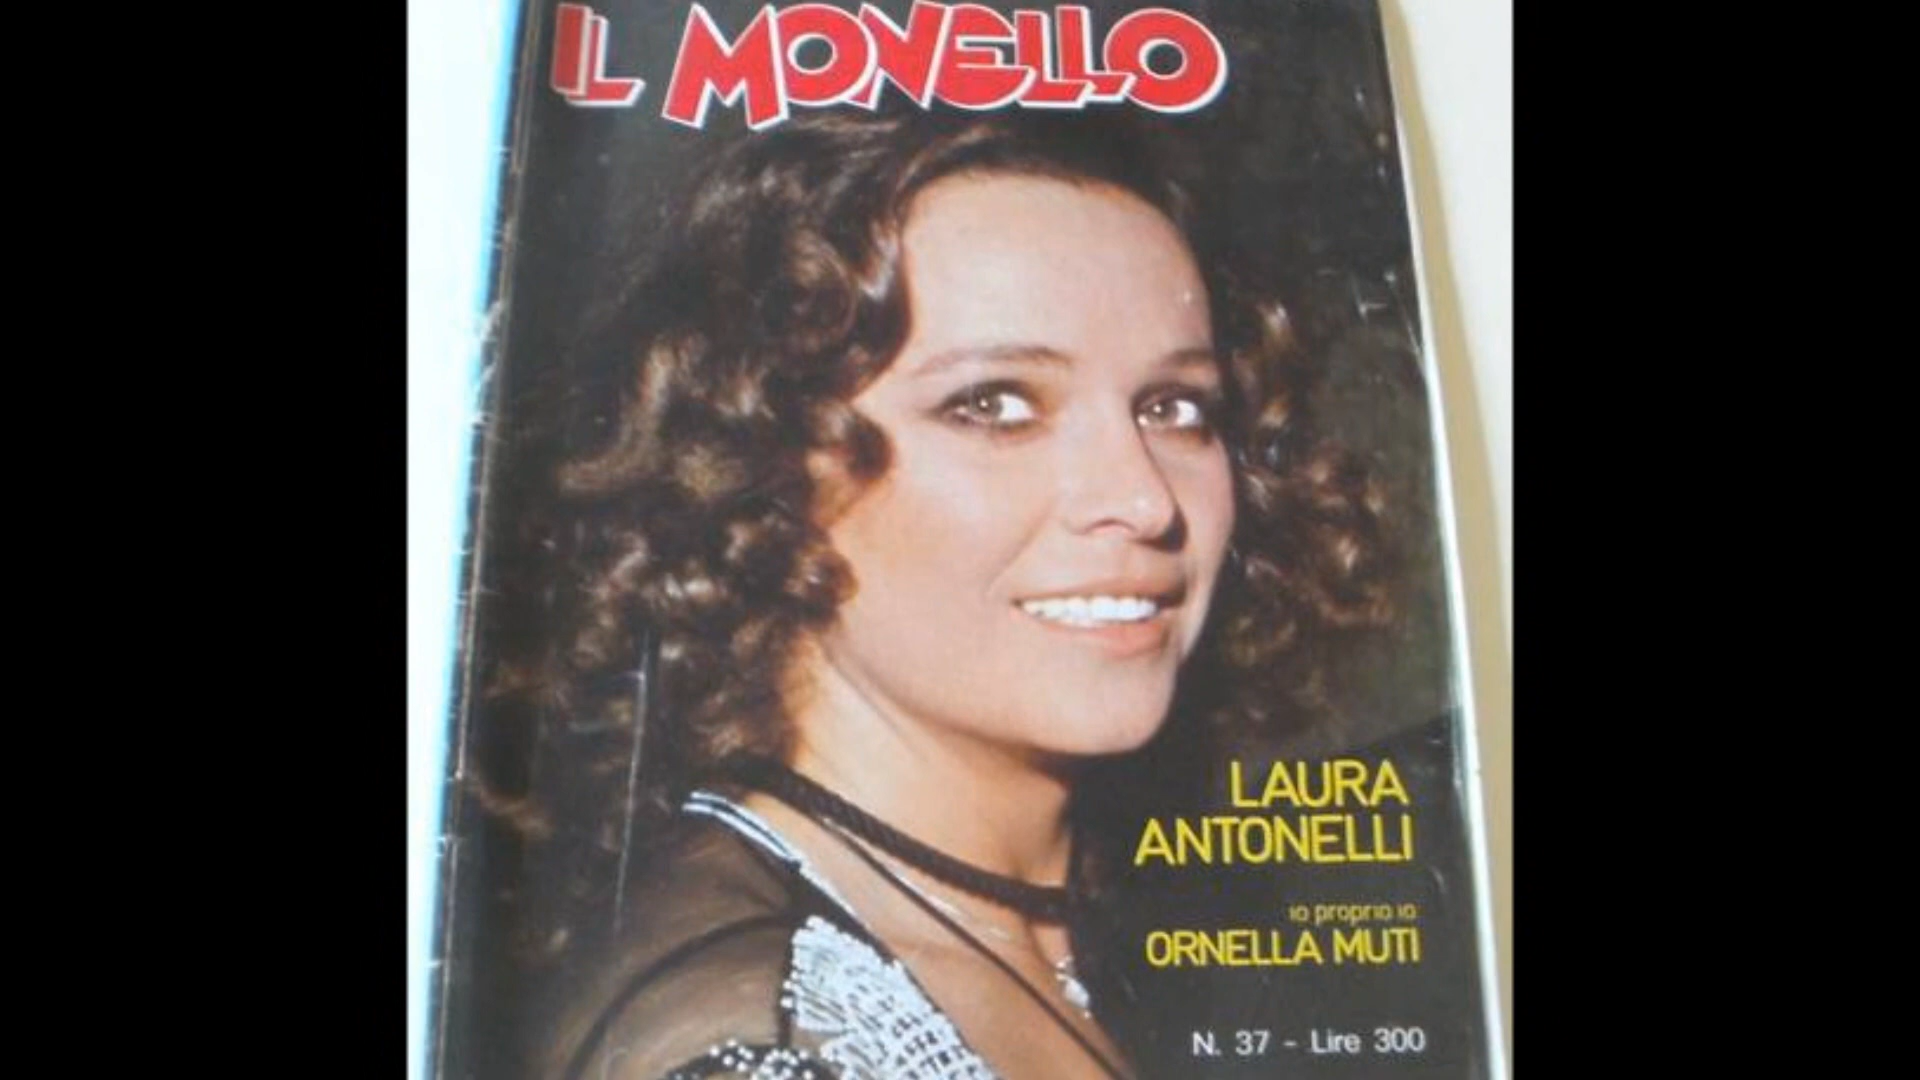 IL MONELLO
LAURA
ANTONELLI
io proprio io
ORNELLA MUTI
N. 37 - Lire 300